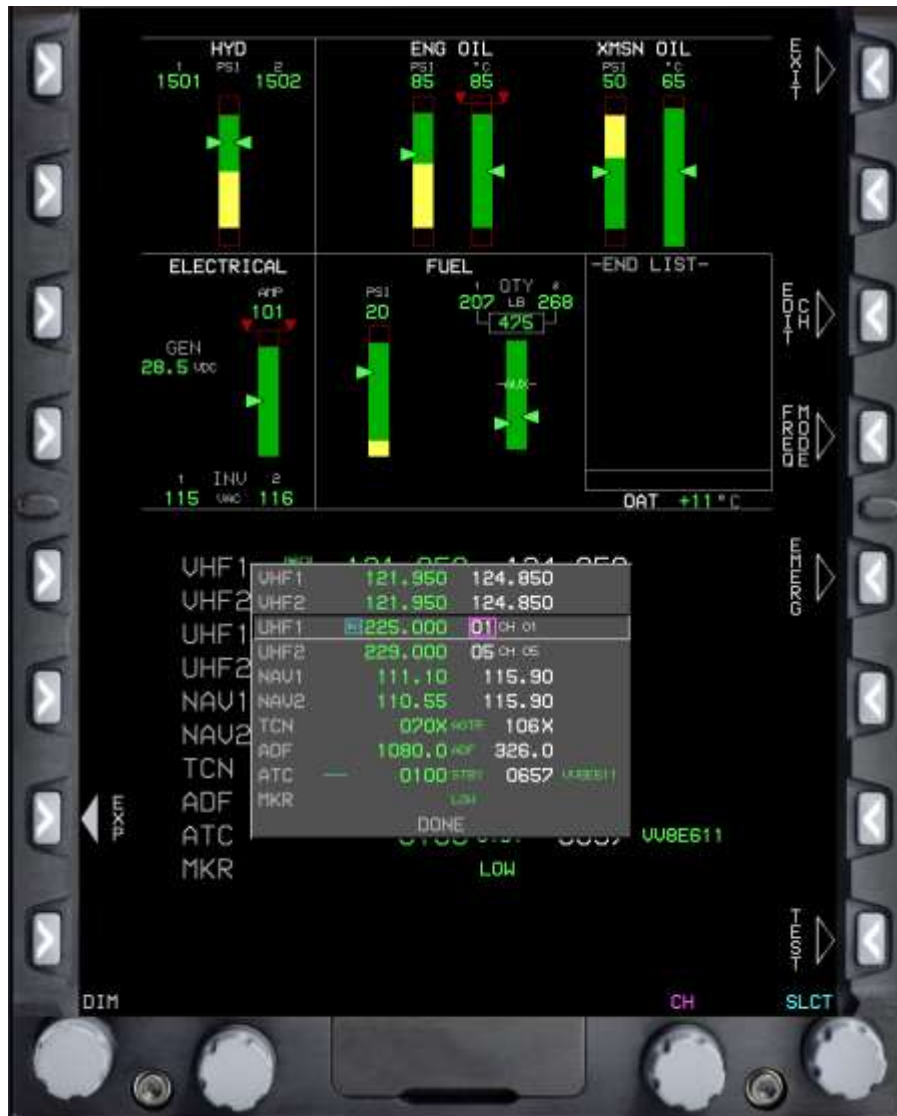 HYD
ENG OIL
XMSN OIL
EXIT
1 PSI 2
PSI °C
PSI °C
1501 1502
85 85
50 65
ELECTRICAL
FUEL
-END LIST-
AMP
101
PSI
20
QTY
207 LB 268
475
EDIT CH
GEN
28.5 VDC
-AUX-
FREQ MODE
1 INV 2
115 VAC 116
OAT +11°C
EMERG
VHF1
VHF2
UHF1
UHF2
NAV1
NAV2
TCN
ADF
ATC VV8E611
MKR LOW
VHF1 121.950 124.850
VHF2 121.950 124.850
UHF1 225.000 01 CH 01
UHF2 229.000 05 CH 05
NAV1 111.10 115.90
NAV2 110.55 115.90
TCN 070X 106X
ADF 1080.0 ADF 326.0
ATC 0100 STBY 0657 VV8E611
MKR LOW
DONE
EXP
TEST
DIM
CH
SLCT